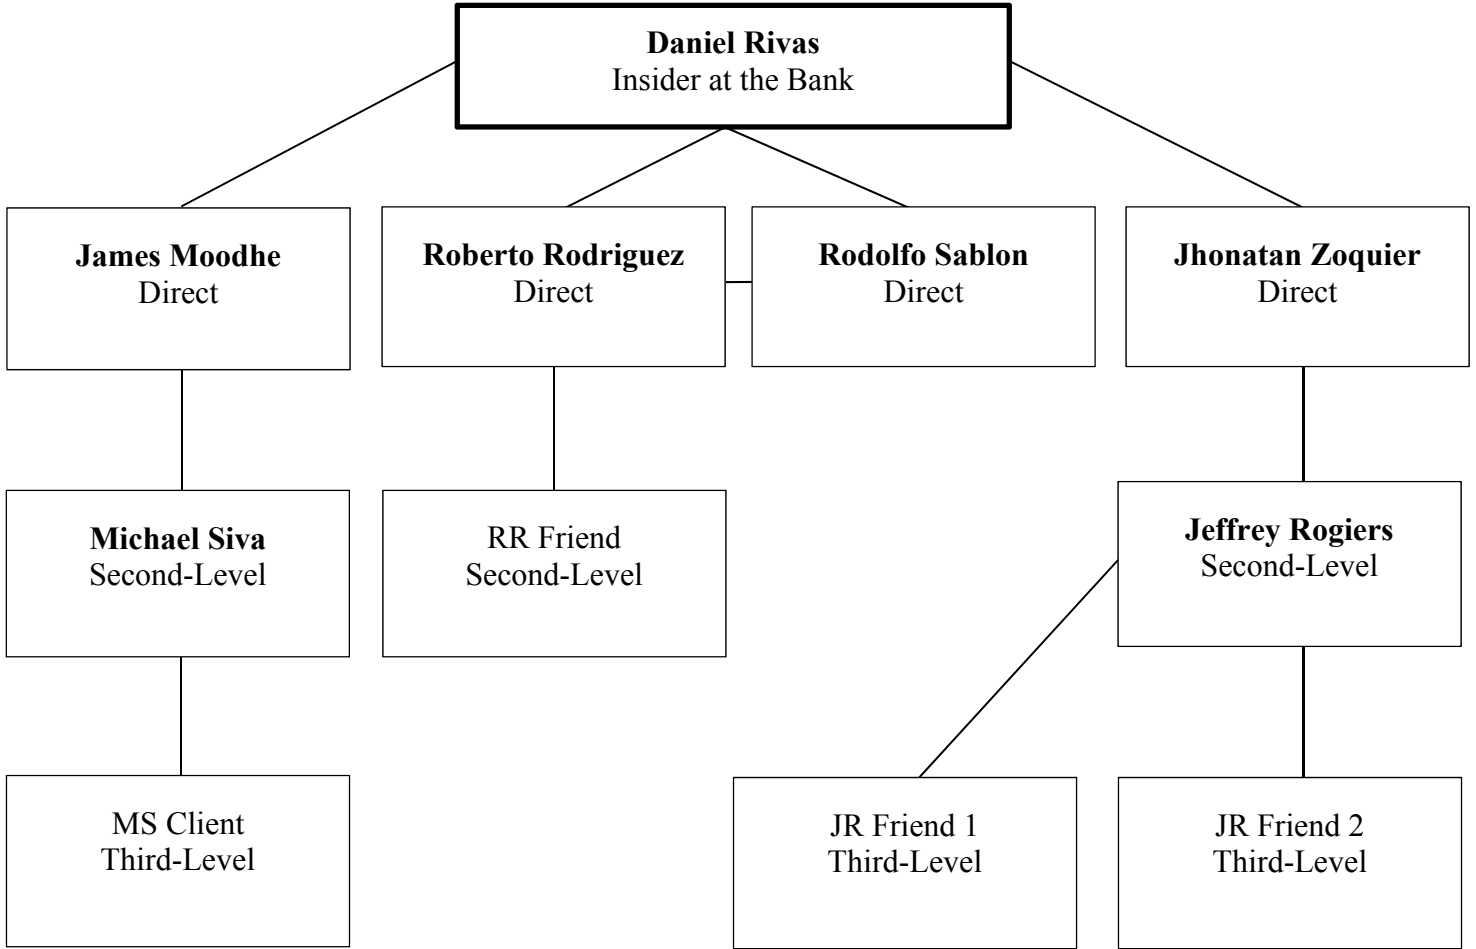 Daniel Rivas
Insider at the Bank
James Moodhe
Direct
Roberto Rodriguez
Direct
Rodolfo Sablon
Direct
Jhonatan Zoquier
Direct
Michael Siva
Second-Level
RR Friend
Second-Level
Jeffrey Rogiers
Second-Level
MS Client
Third-Level
JR Friend 1
Third-Level
JR Friend 2
Third-Level